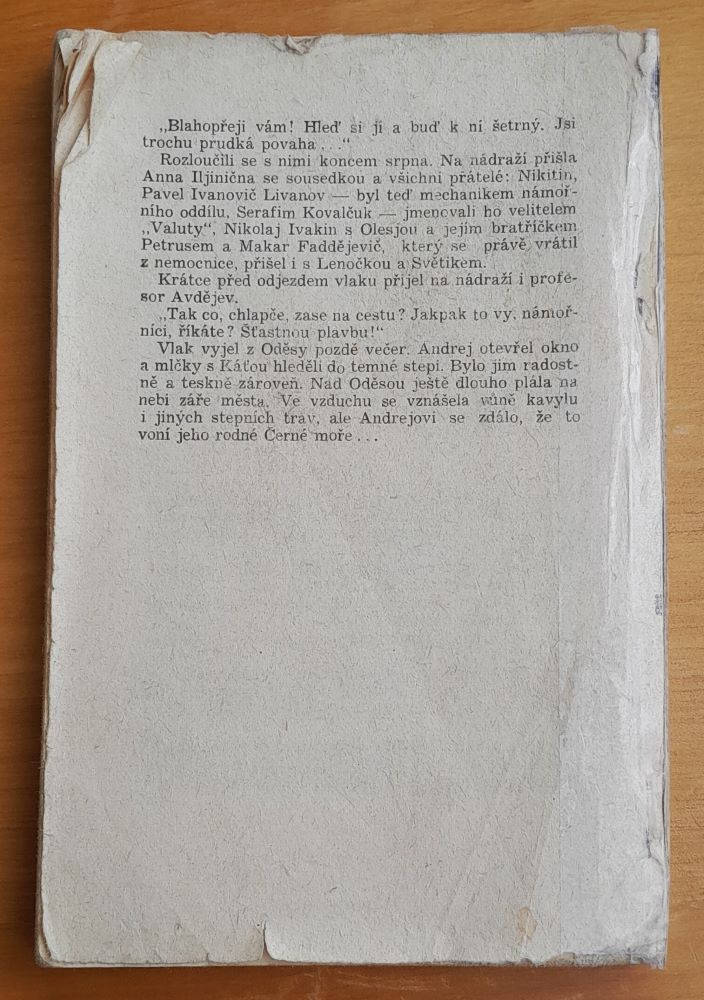 „Blahopřeji vám! Hleď si jí a buď k ní šetrný. Jsi
trochu prudká povaha . . .“
Rozloučili se s nimi koncem srpna. Na nádraží přišla
Anna Iljinična se sousedkou a všichni přátelé: Nikitin,
Pavel Ivanovič Livanov — byl teď mechanikem námoř-
ního oddílu, Serafim Kovalčuk — jmenovali ho velitelem
„Valuty“, Nikolaj Ivakin s Olesjou a jejím bratříčkem
Petrusem a Makar Faddějevič, který se právě vrátil
z nemocnice, přišel i s Lenočkou a Světikem.
Krátce před odjezdem vlaku přijel na nádraží i profe-
sor Avdějev.
„Tak co, chlapče, zase na cestu? Jakpak to vy, námoř-
níci, říkáte? Šťastnou plavbu!“
Vlak vyjel z Oděsy pozdě večer. Andrej otevřel okno
a mlčky s Káťou hleděli do temné stepi. Bylo jim radost-
ně a teskně zároveň. Nad Oděsou ještě dlouho plála na
nebi záře města. Ve vzduchu se vznášela vůně kavylu
i jiných stepních trav, ale Andrejovi se zdálo, že to
voní jeho rodné Černé moře . . .